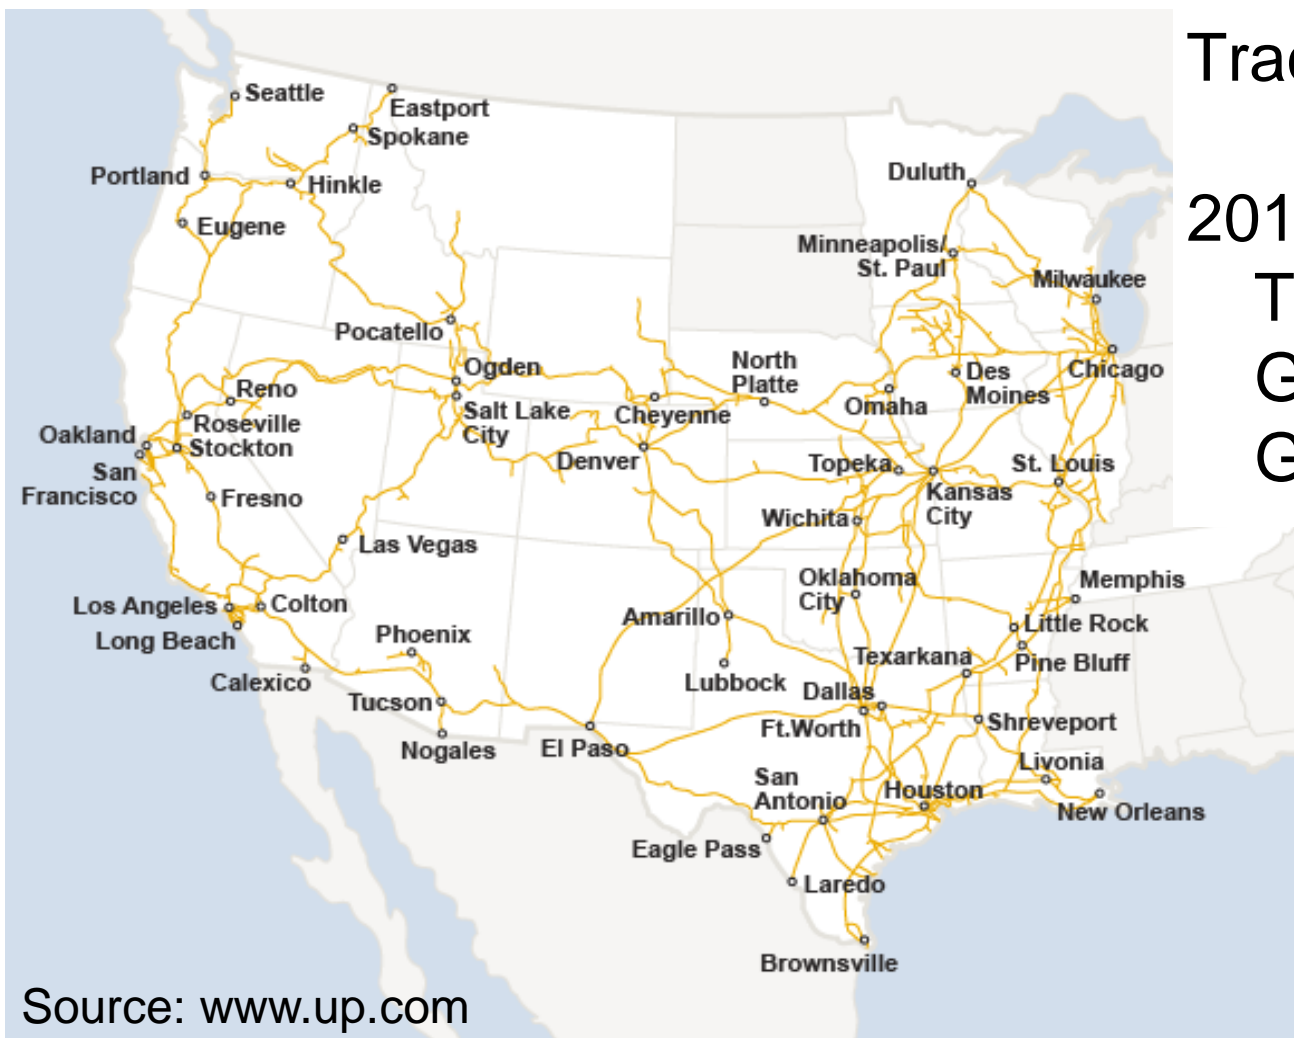 Seattle
Eastport
Spokane
Portland
Hinkle
Eugene
Duluth
Minneapolis/
St. Paul
Milwaukee
Pocatello
Ogden
North
Platte
Des
Moines
Chicago
Reno
Salt Lake
City
Cheyenne
Omaha
Roseville
Oakland
Stockton
San
Francisco
Denver
Topeka
St. Louis
Fresno
Kansas
City
Wichita
Las Vegas
Oklahoma
City
Memphis
Los Angeles
Colton
Amarillo
Little Rock
Long Beach
Phoenix
Texarkana
Pine Bluff
Calexico
Lubbock
Dallas
Tucson
Ft.Worth
Shreveport
Nogales
El Paso
Livonia
San
Antonio
Houston
New Orleans
Eagle Pass
Laredo
Brownsville
Source: www.up.com
201
T
G
G